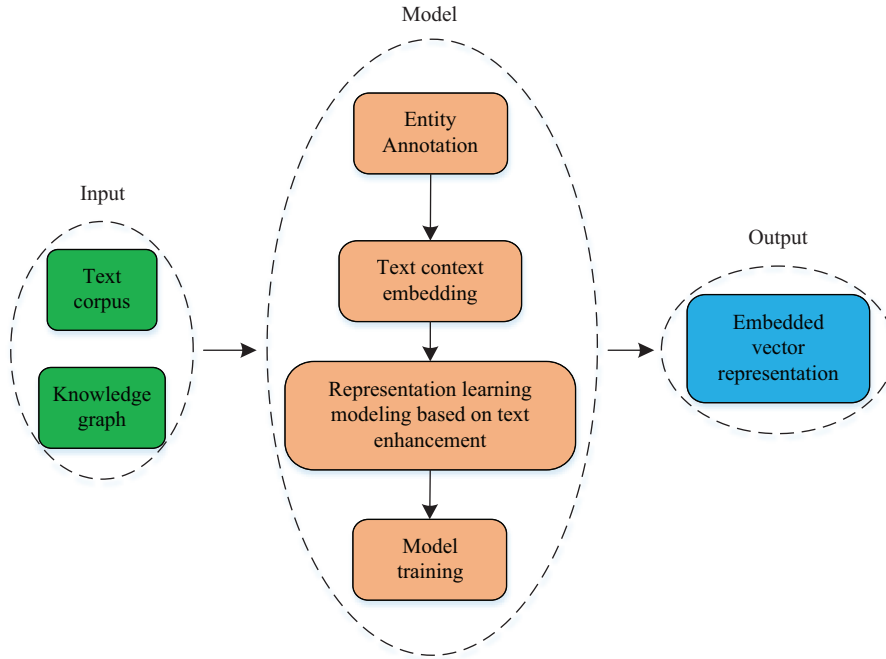 Model
Entity
Annotation
Input
Text
corpus
Knowledge
graph
Text context
embedding
Representation learning
modeling based on text
enhancement
Model
training
Output
Embedded
vector
representation